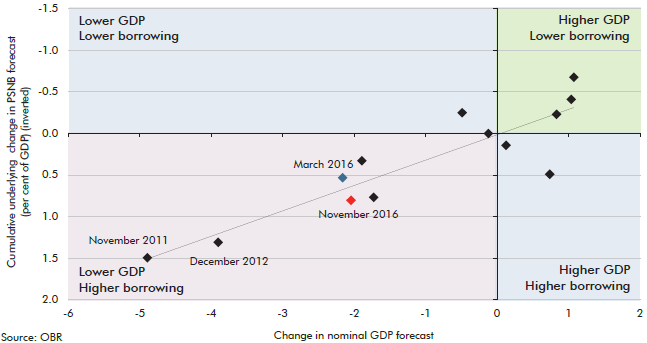 Cumulative underlying change in PSNB forecast
(per cent of GDP) (inverted)
-1.5
-1.0
-0.5
0.0
0.5
1.0
1.5
2.0
Lower GDP
Lower borrowing
Higher GDP
Lower borrowing
March 2016
November 2016
November 2011
December 2012
Lower GDP
Higher borrowing
Higher GDP
Higher borrowing
-6 -5 -4 -3 -2 -1 0 1 2
Change in nominal GDP forecast
Source: OBR